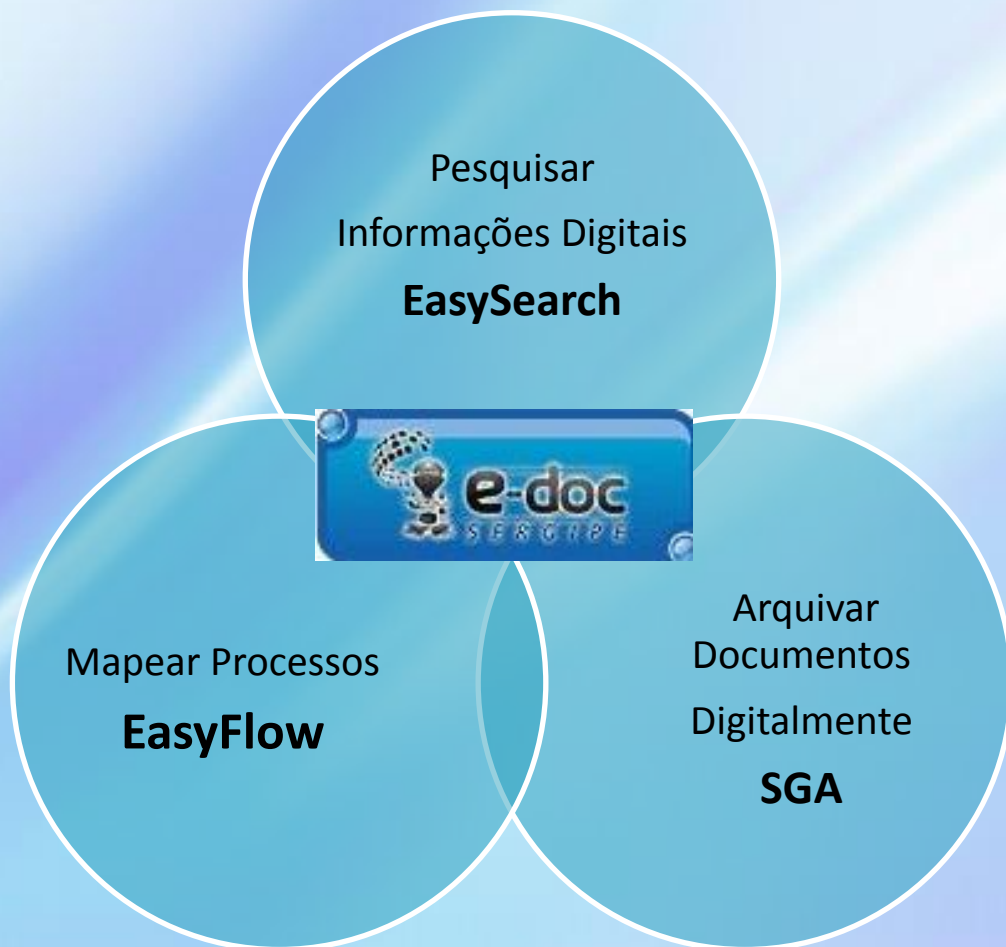 Pesquisar
Informações Digitais
EasySearch
e-doc
SERGIPE
Mapear Processos
EasyFlow
Arquivar
Documentos
Digitalmente
SGA